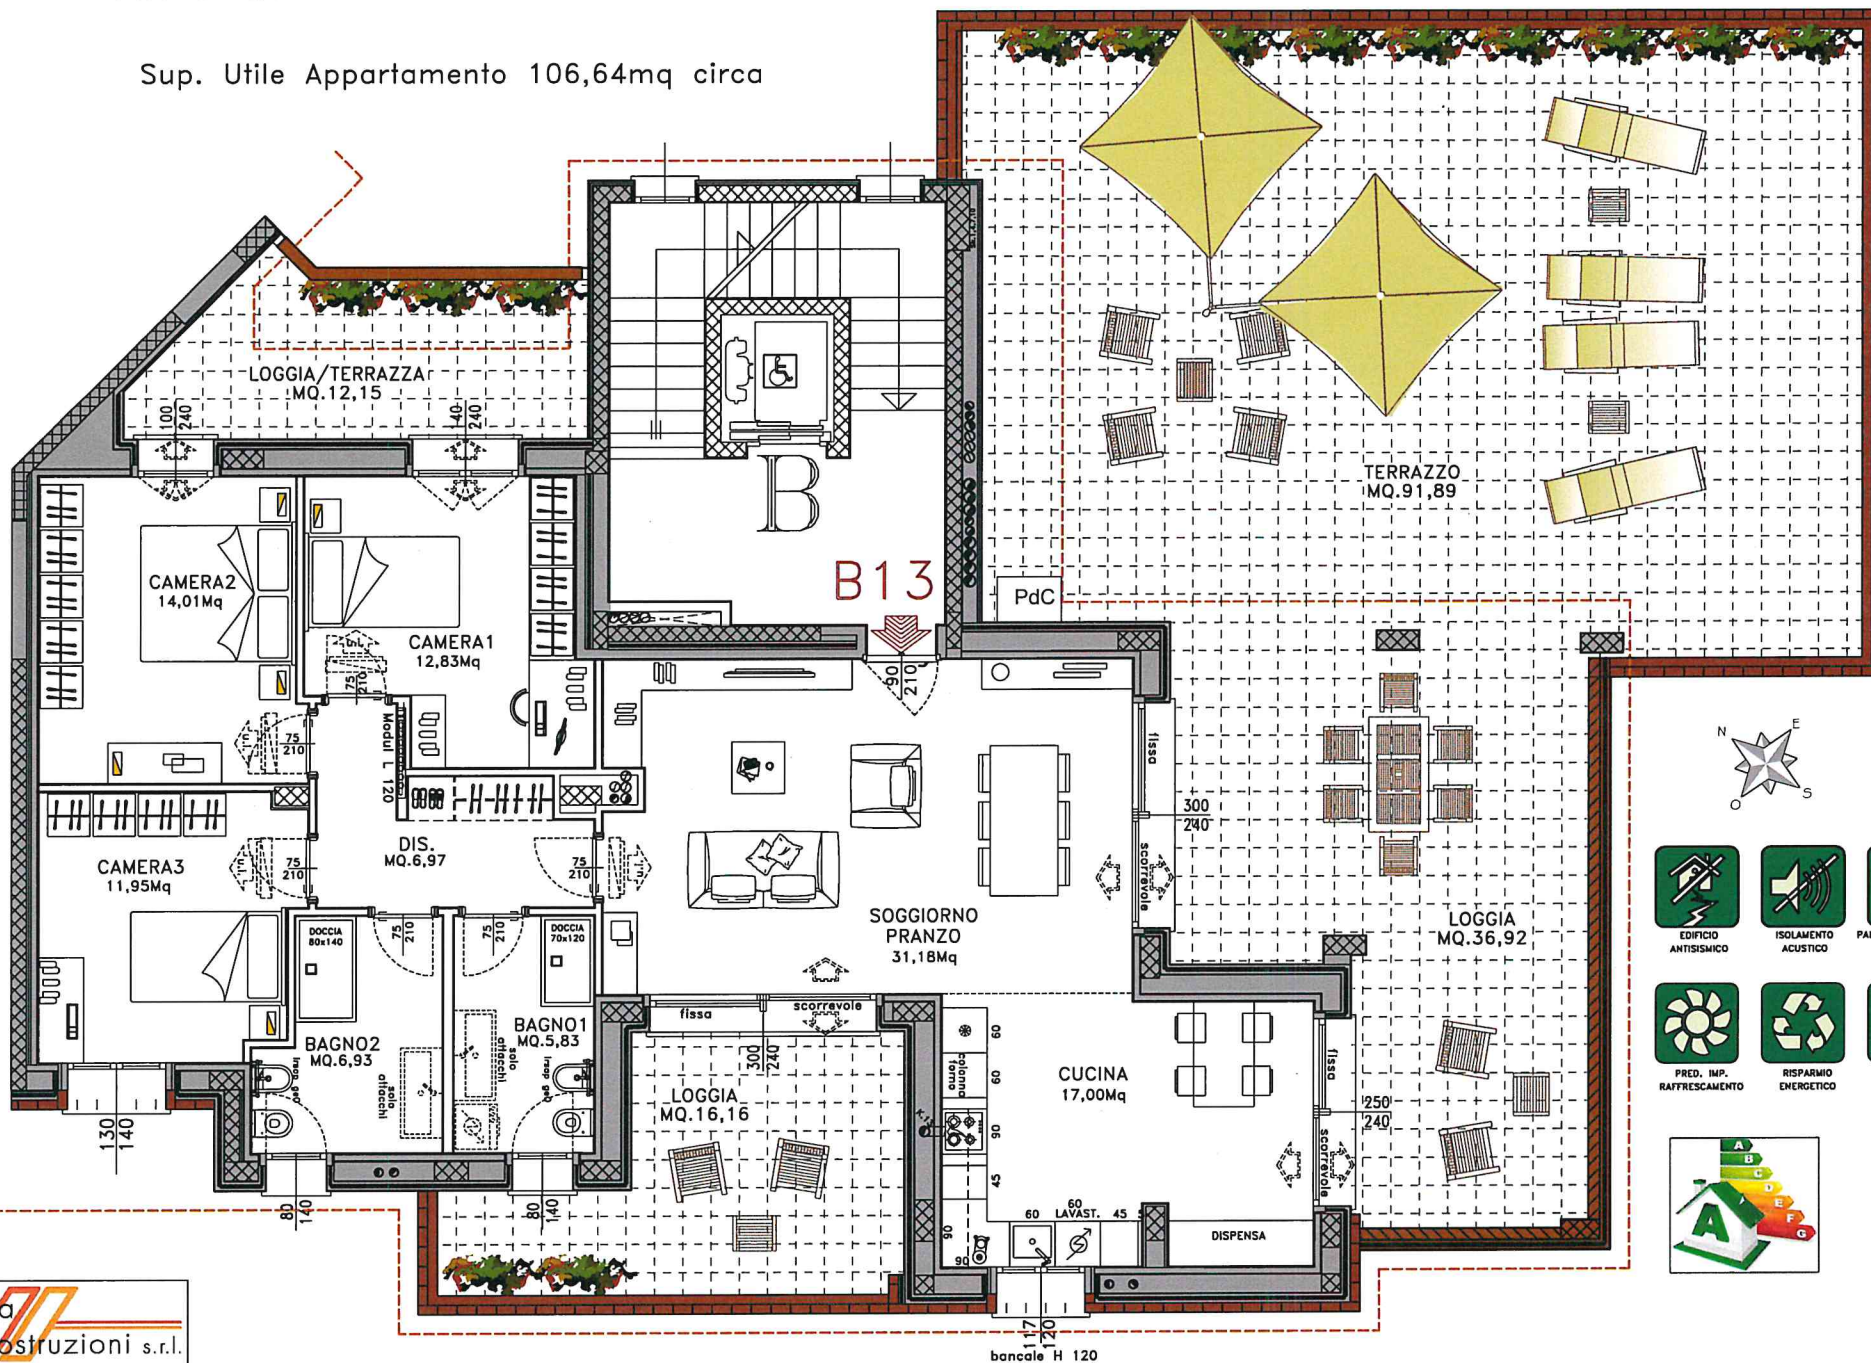 Sup. Utile Appartamento 106,64mq circa
LOGGIA/TERRAZZA
MQ.12,15
100
240
140
240
TERRAZZO
MQ.91,89
B
B13
PdC
CAMERA2
14,01Mq
CAMERA1
12,83Mq
75
210
90
210
75
210
Modul L 120
fissa
300
240
scorrevole
N
E
O
S
CAMERA3
11,95Mq
75
210
DIS.
MQ.6,97
75
210
SOGGIORNO
PRANZO
31,18Mq
LOGGIA
MQ.36,92
EDIFICIO
ANTISISMICO
ISOLAMENTO
ACUSTICO
DOCCIA
80x140
75
210
75
210
DOCCIA
70x120
fissa
scorrevole
300
240
BAGNO2
MQ.6,93
solo
attacchi
BAGNO1
MQ.5,83
solo
attacchi
LOGGIA
MQ.16,16
60
colonna
forno
60
90
45
CUCINA
17,00Mq
fissa
250
240
scorrevole
PRED. IMP.
RAFFRESCAMENTO
RISPARMIO
ENERGETICO
130
140
80
140
80
140
90
90
60
60
LAVAST.
45
DISPENSA
117
120
bancale H 120
A
B
C
D
E
F
G
A
a
ostruzioni s.r.l.